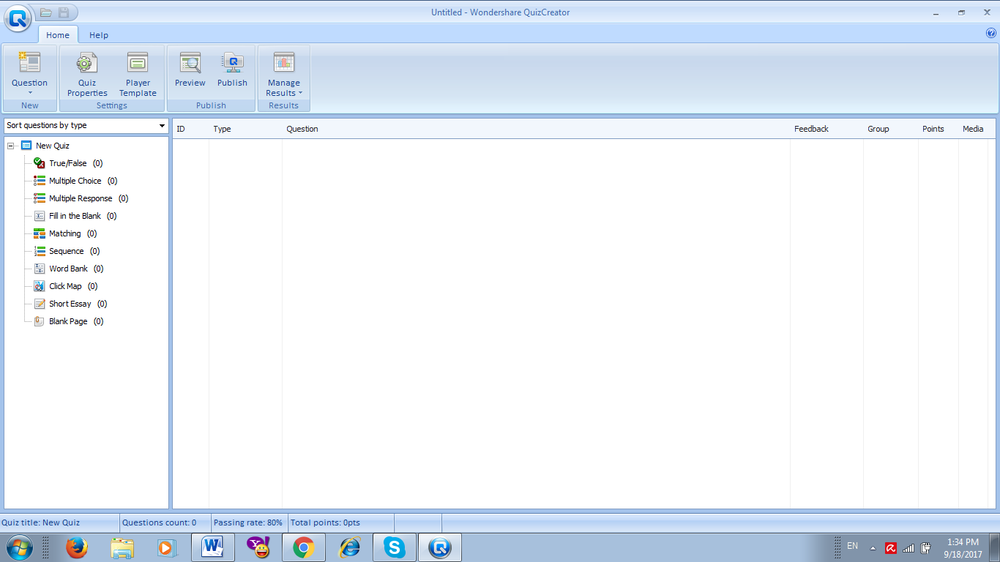 Untitled - Wondershare QuizCreator
Home Help
Question Quiz Properties Player Template Preview Publish Manage Results
New Settings Publish Results
Sort questions by type
ID Type Question Feedback Group Points Media
New Quiz
True/False (0)
Multiple Choice (0)
Multiple Response (0)
Fill in the Blank (0)
Matching (0)
Sequence (0)
Word Bank (0)
Click Map (0)
Short Essay (0)
Blank Page (0)
Quiz title: New Quiz Questions count: 0 Passing rate: 80% Total points: 0pts
EN 1:34 PM
9/18/2017